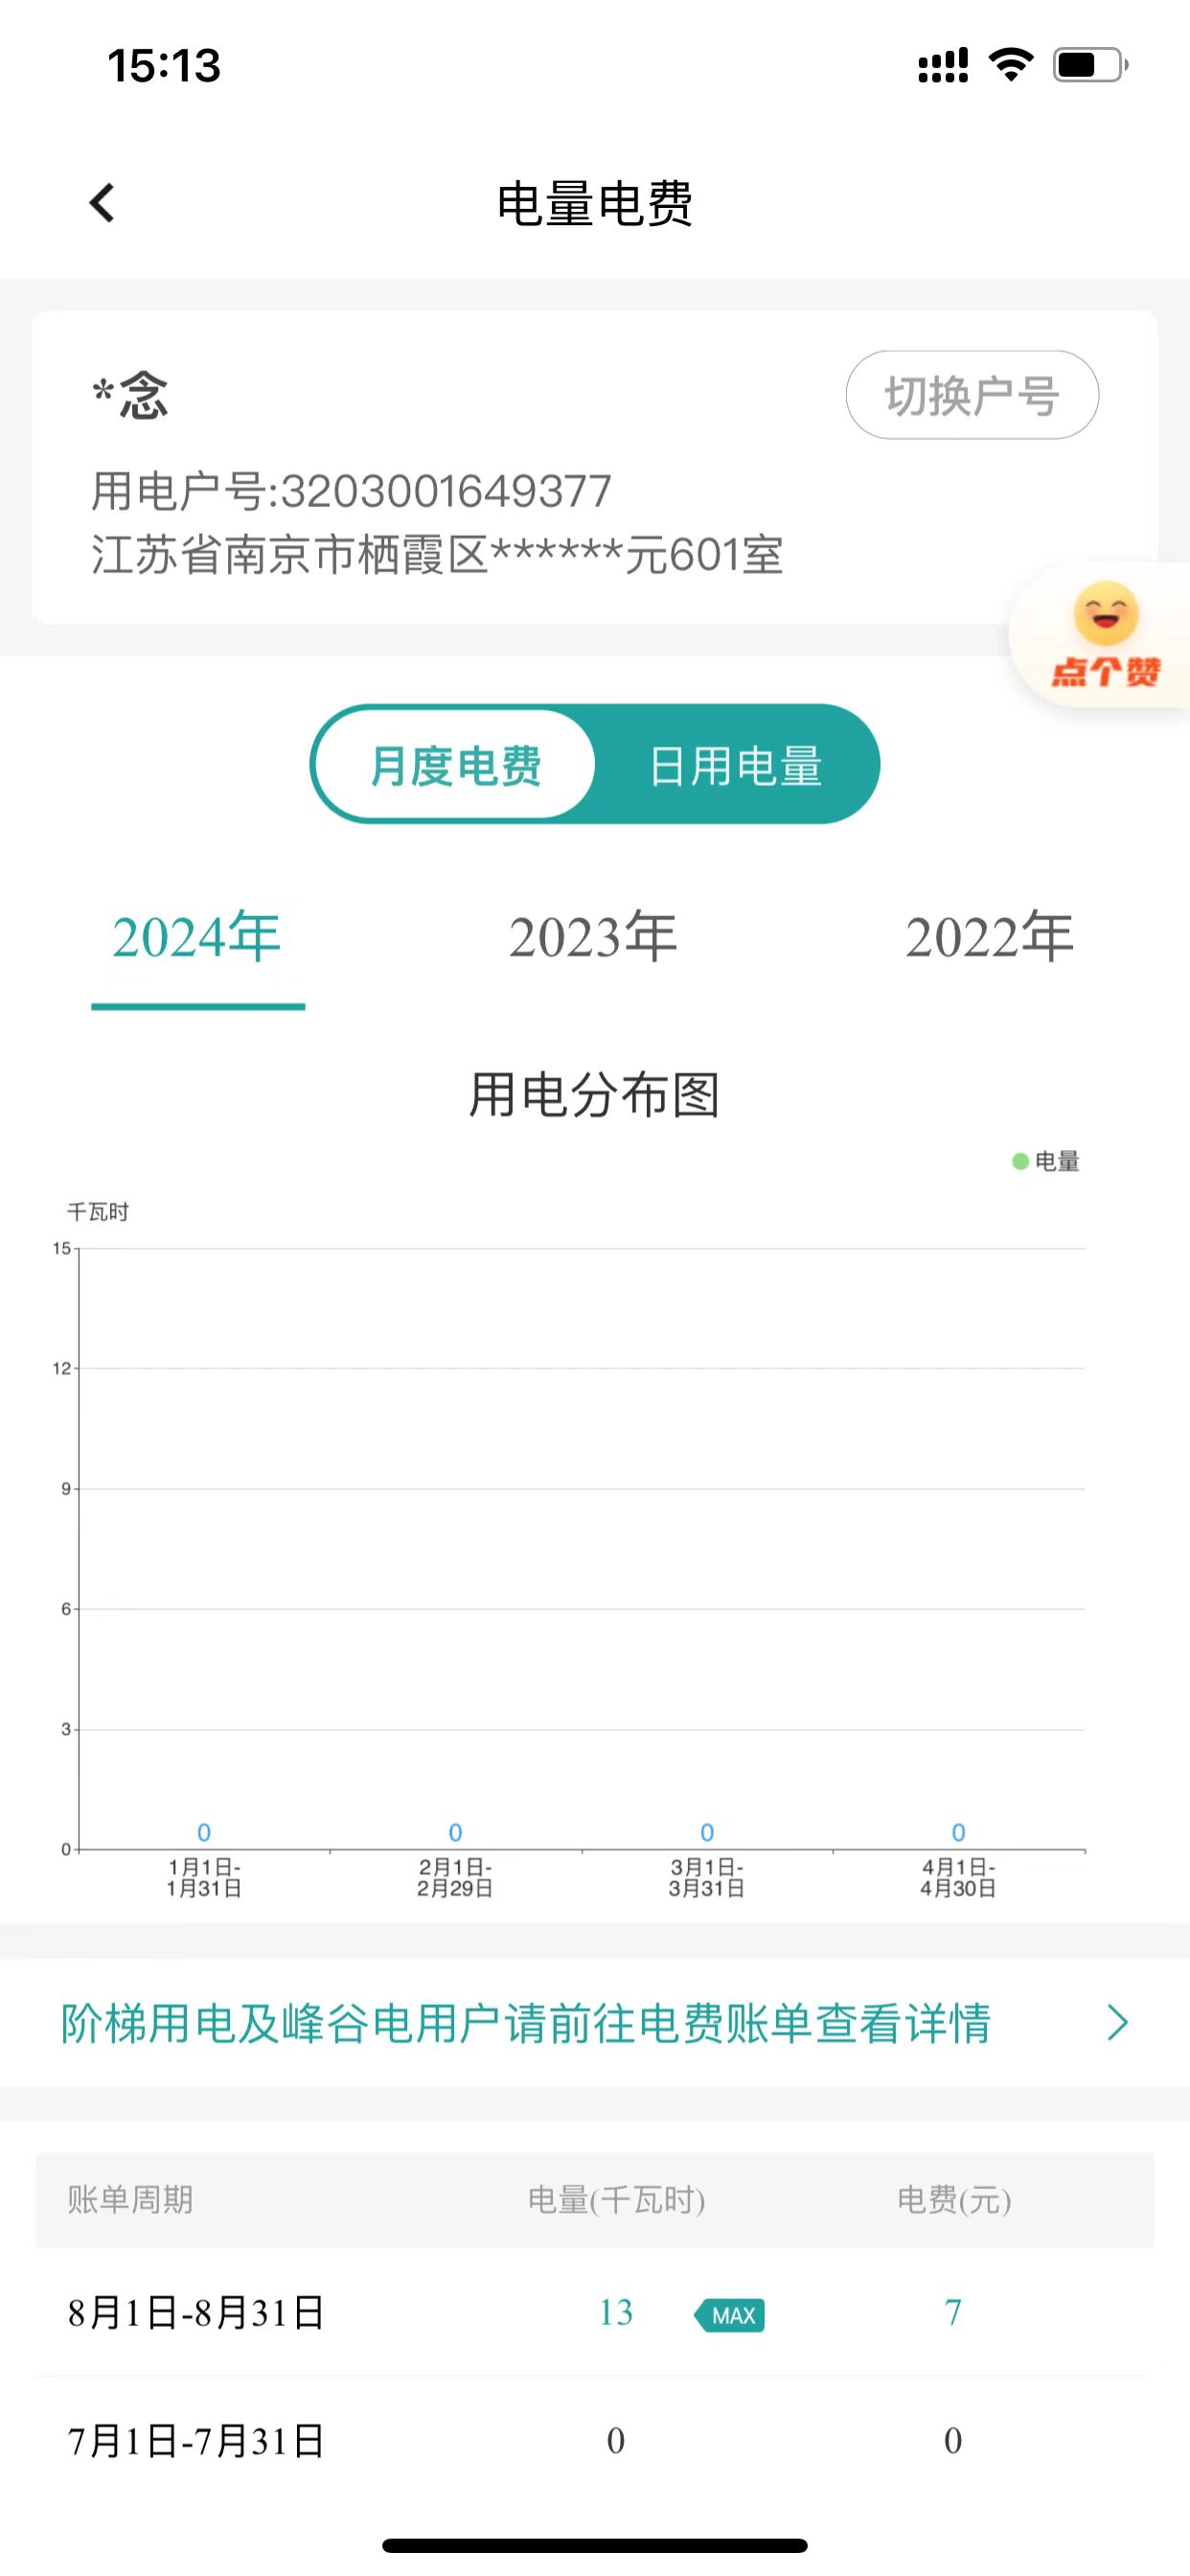 15:13
电量电费
*念
切换户号
用电户号:3203001649377
江苏省南京市栖霞区******元601室
点个赞
月度电费
日用电量
2024年
2023年
2022年
用电分布图
电量
千瓦时
15
12
9
6
3
0
0
0
0
0
1月1日-
1月31日
2月1日-
2月29日
3月1日-
3月31日
4月1日-
4月30日
阶梯用电及峰谷电用户请前往电费账单查看详情
账单周期 电量(千瓦时) 电费(元)
8月1日-8月31日 13 MAX 7
7月1日-7月31日 0 0